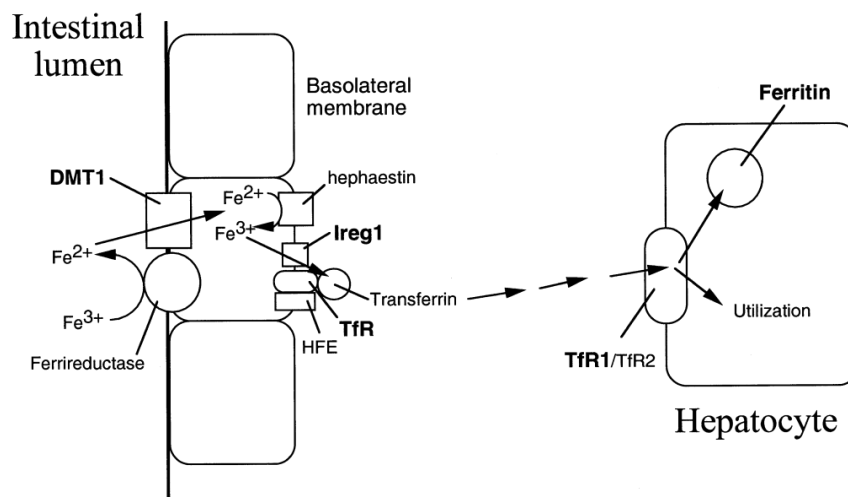 Intestinal
lumen
Basolateral
membrane
Ferritin
DMT1
Fe2+
hephaestin
Fe3+
Ireg1
Fe2+
Transferrin
Fe3+
Utilization
TfR
HFE
Ferrireductase
TfR1/TfR2
Hepatocyte